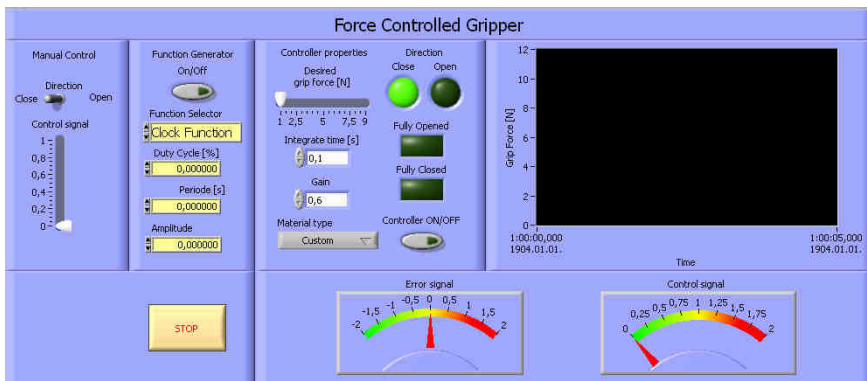 Force Controlled Gripper
Manual Control
Direction
Close
Open
Control signal
1
0,8
0,6
0,4
0,2
0
Function Generator
On/Off
Function Selector
Clock Function
Duty Cycle [%]
0,000000
Periode [s]
0,000000
Amplitude
0,000000
Controller properties
Desired
grip force [N]
1 2,5 5 7,5 9
Integrate time [s]
0,1
Gain
0,6
Material type
Custom
Direction
Close Open
Fully Opened
Fully Closed
Controller ON/OFF
Grip Force [N]
12
10
8
6
4
2
0
1:00:00,000
1904.01.01.
1:00:05,000
1904.01.01.
Time
STOP
Error signal
-2 -1,5 -1 -0,5 0 0,5 1 1,5 2
Control signal
0 0,25 0,5 0,75 1 1,25 1,5 1,75 2